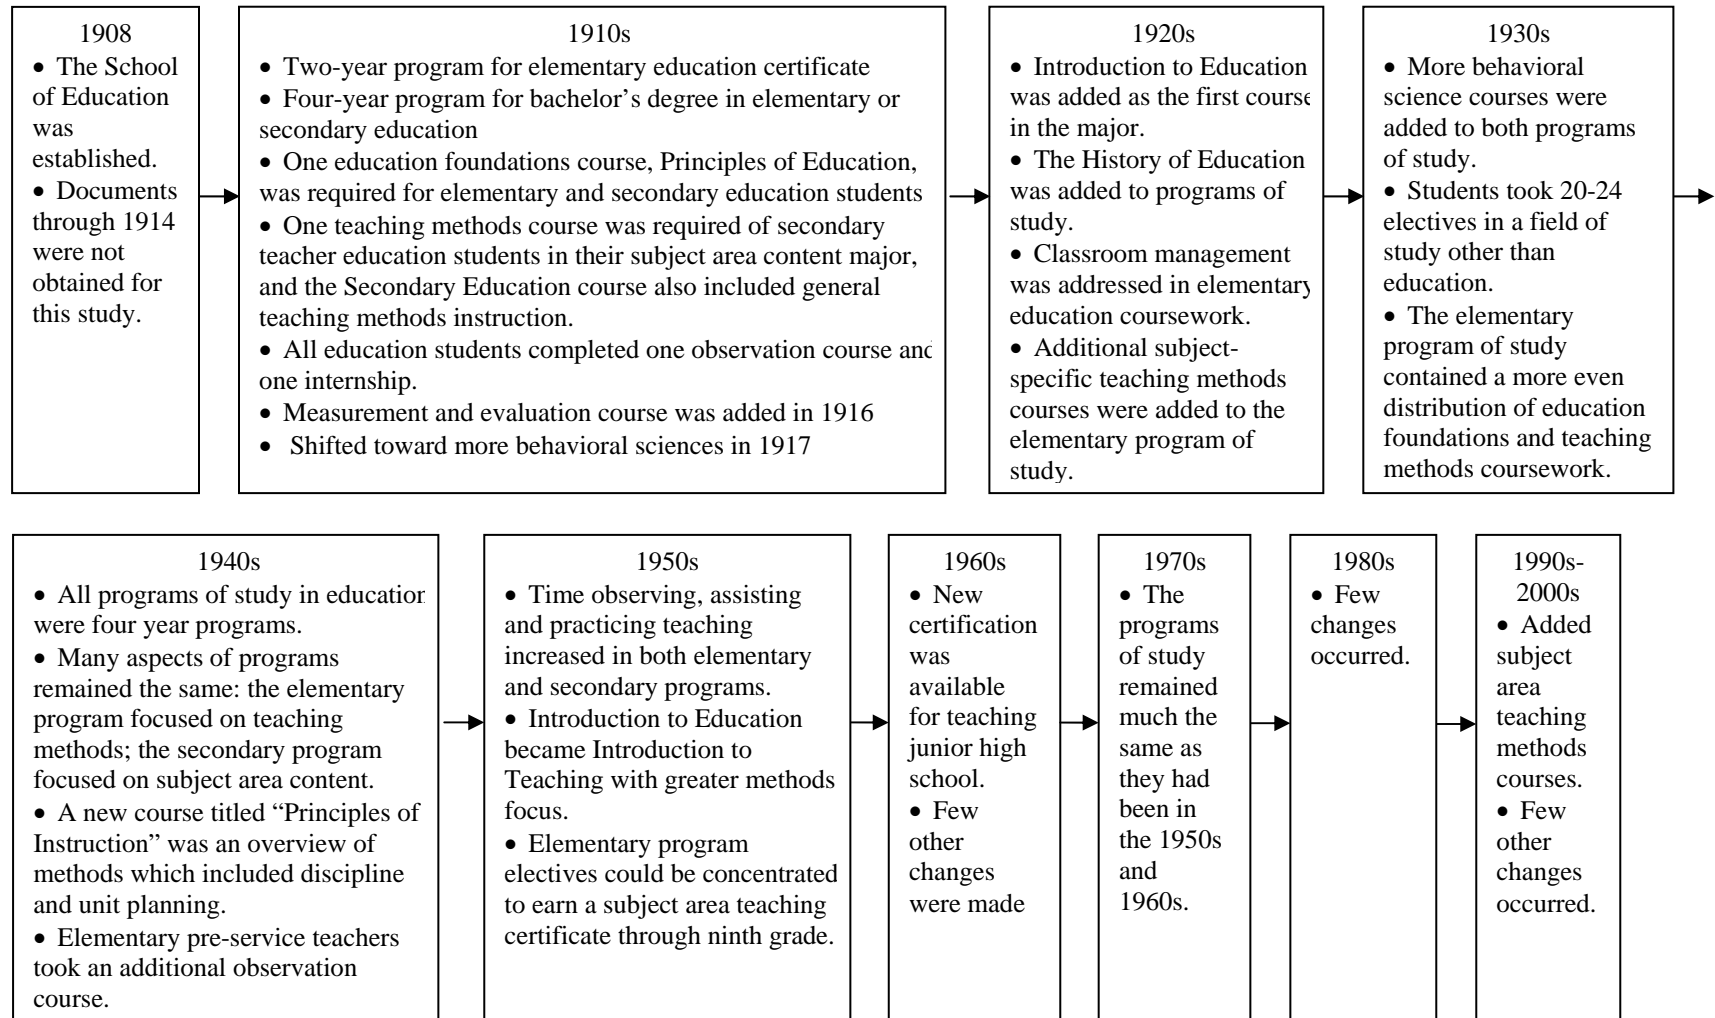 1908
• The School
of Education
was
established.
• Documents
through 1914
were not
obtained for
this study.
1910s
• Two-year program for elementary education certificate
• Four-year program for bachelor’s degree in elementary or
secondary education
• One education foundations course, Principles of Education,
was required for elementary and secondary education students
• One teaching methods course was required of secondary
teacher education students in their subject area content major,
and the Secondary Education course also included general
teaching methods instruction.
• All education students completed one observation course and
one internship.
• Measurement and evaluation course was added in 1916
• Shifted toward more behavioral sciences in 1917
1920s
• Introduction to Education
was added as the first course
in the major.
• The History of Education
was added to programs of
study.
• Classroom management
was addressed in elementary
education coursework.
• Additional subject-
specific teaching methods
courses were added to the
elementary program of
study.
1930s
• More behavioral
science courses were
added to both programs
of study.
• Students took 20-24
electives in a field of
study other than
education.
• The elementary
program of study
contained a more even
distribution of education
foundations and teaching
methods coursework.
1940s
• All programs of study in education
were four year programs.
• Many aspects of programs
remained the same: the elementary
program focused on teaching
methods; the secondary program
focused on subject area content.
• A new course titled “Principles of
Instruction” was an overview of
methods which included discipline
and unit planning.
• Elementary pre-service teachers
took an additional observation
course.
1950s
• Time observing, assisting
and practicing teaching
increased in both elementary
and secondary programs.
• Introduction to Education
became Introduction to
Teaching with greater methods
focus.
• Elementary program
electives could be concentrated
to earn a subject area teaching
certificate through ninth grade.
1960s
• New
certification
was
available
for teaching
junior high
school.
• Few
other
changes
were made
1970s
• The
programs
of study
remained
much the
same as
they had
been in
the 1950s
and
1960s.
1980s
• Few
changes
occurred.
1990s-
2000s
• Added
subject
area
teaching
methods
courses.
• Few
other
changes
occurred.